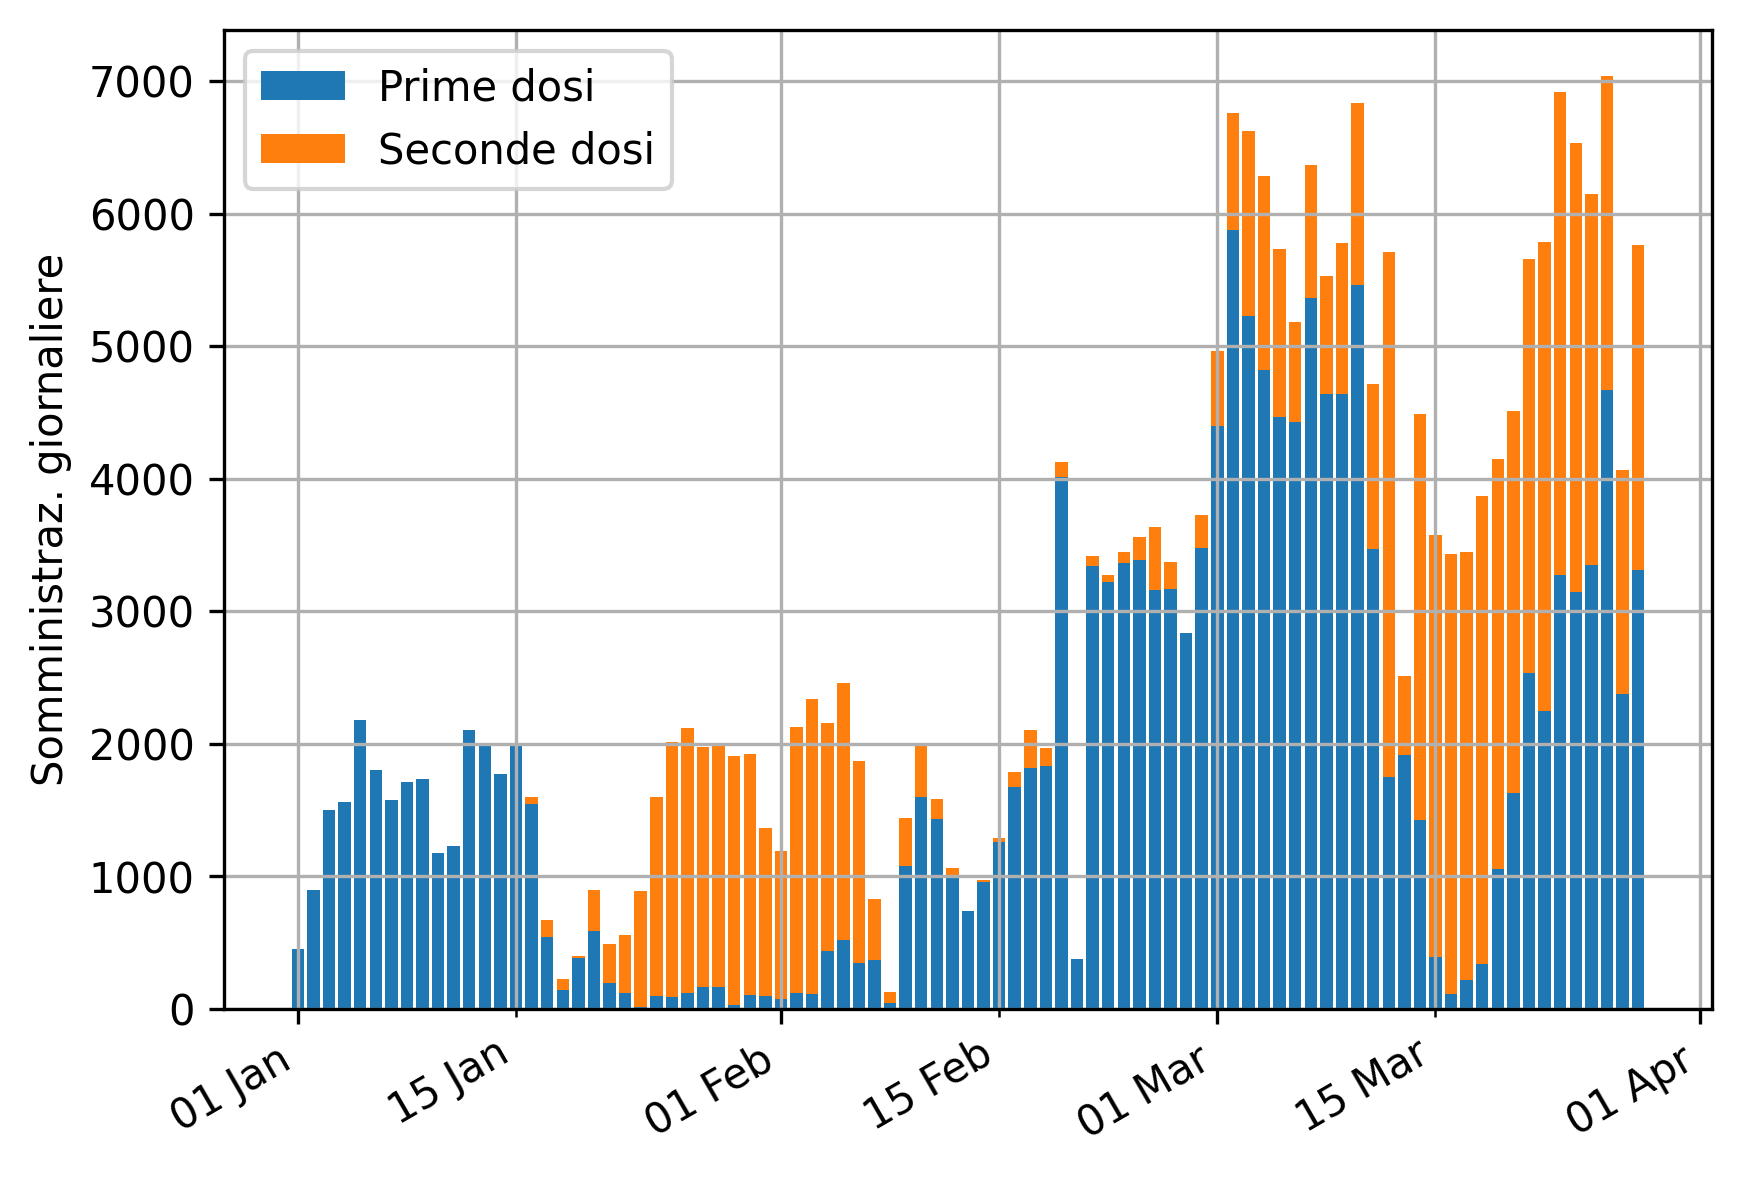 Prime dosi
Seconde dosi
Somministraz. giornaliere
7000
6000
5000
4000
3000
2000
1000
0
01 Jan
15 Jan
01 Feb
15 Feb
01 Mar
15 Mar
01 Apr